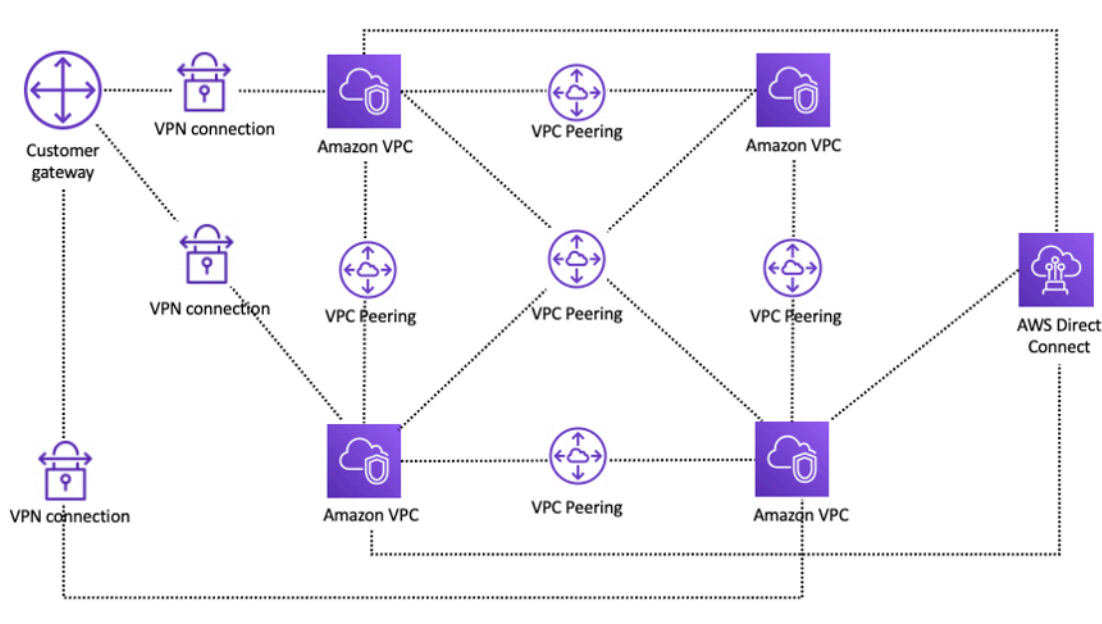 VPN connection
Amazon VPC
VPC Peering
Amazon VPC
Customer
gateway
VPN connection
VPC Peering
VPC Peering
VPC Peering
AWS Direct
Connect
VPN connection
Amazon VPC
VPC Peering
Amazon VPC